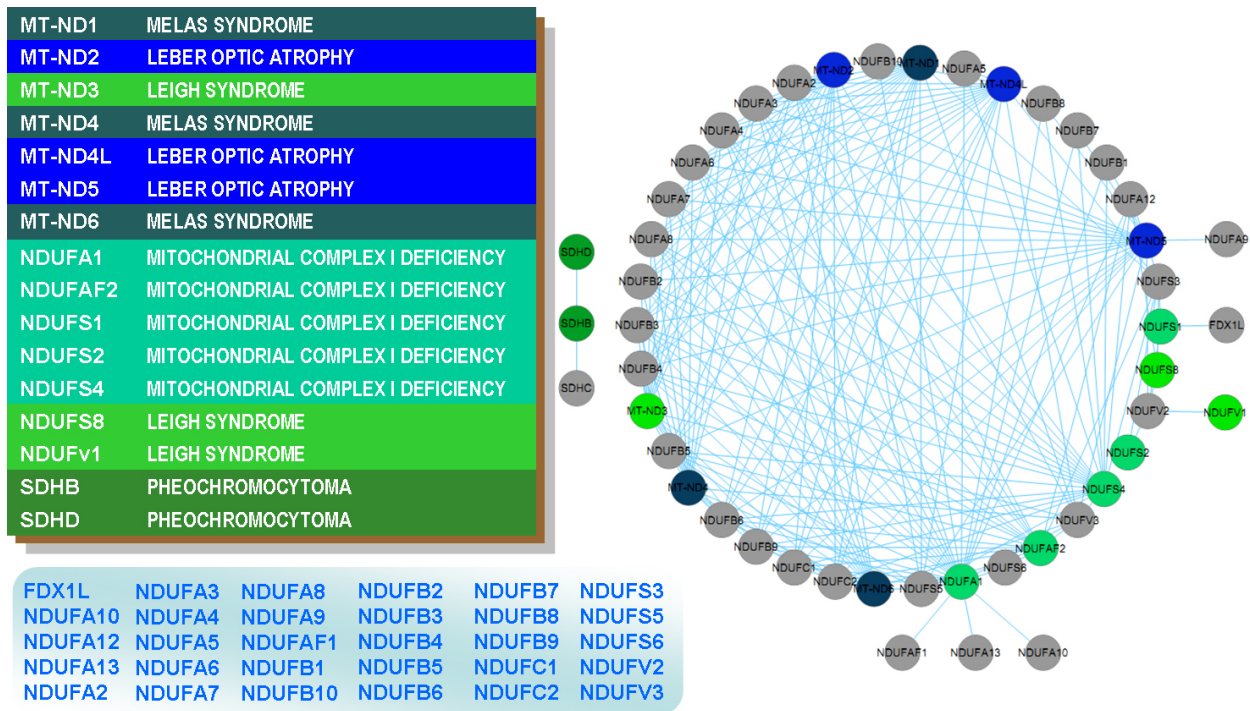 MT-ND1 MELAS SYNDROME
MT-ND2 LEBER OPTIC ATROPHY
MT-ND3 LEIGH SYNDROME
MT-ND4 MELAS SYNDROME
MT-ND4L LEBER OPTIC ATROPHY
MT-ND5 LEBER OPTIC ATROPHY
MT-ND6 MELAS SYNDROME
NDUFA1 MITOCHONDRIAL COMPLEX I DEFICIENCY
NDUFAF2 MITOCHONDRIAL COMPLEX I DEFICIENCY
NDUFS1 MITOCHONDRIAL COMPLEX I DEFICIENCY
NDUFS2 MITOCHONDRIAL COMPLEX I DEFICIENCY
NDUFS4 MITOCHONDRIAL COMPLEX I DEFICIENCY
NDUFS8 LEIGH SYNDROME
NDUFv1 LEIGH SYNDROME
SDHB PHEOCHROMOCYTOMA
SDHD PHEOCHROMOCYTOMA
FDX1L NDUFA3 NDUFA8 NDUFB2 NDUFB7 NDUFS3
NDUFA10 NDUFA4 NDUFA9 NDUFB3 NDUFB8 NDUFS5
NDUFA12 NDUFA5 NDUFAF1 NDUFB4 NDUFB9 NDUFS6
NDUFA13 NDUFA6 NDUFB1 NDUFB5 NDUFC1 NDUFV2
NDUFA2 NDUFA7 NDUFB10 NDUFB6 NDUFC2 NDUFV3
SDHD
SDHB
SDHC
MT-ND1
NDUFA5
MT-ND4L
NDUFB8
NDUFB7
NDUFB1
NDUFA12
MT-ND5
NDUFA9
NDUFS3
NDUFS1
FDX1L
NDUFS8
NDUFV2
NDUFV1
NDUFS2
NDUFS4
NDUFV3
NDUFAF2
NDUFS6
NDUFA1
NDUFAF1
NDUFA13
NDUFA10
NDUFS5
MT-ND6
NDUFC2
NDUFC1
NDUFB9
NDUFB6
MT-ND4
NDUFB5
MT-ND3
NDUFB4
NDUFB3
NDUFB2
NDUFA8
NDUFA7
NDUFA6
NDUFA4
NDUFA3
NDUFA2
MT-ND2
NDUFB10